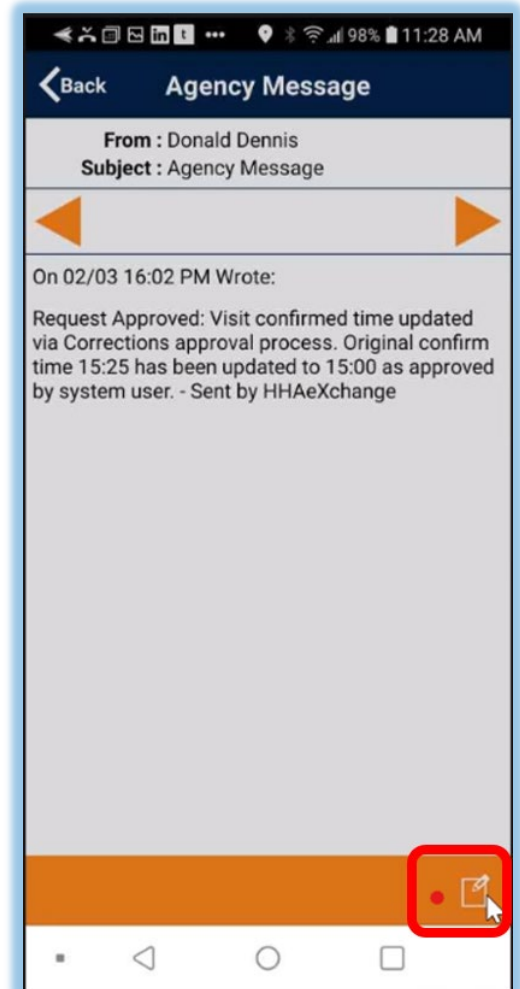 in t ... 98% 11:28 AM
Back Agency Message
From : Donald Dennis
Subject : Agency Message
On 02/03 16:02 PM Wrote:
Request Approved: Visit confirmed time updated
via Corrections approval process. Original confirm
time 15:25 has been updated to 15:00 as approved
by system user. - Sent by HHAeXchange